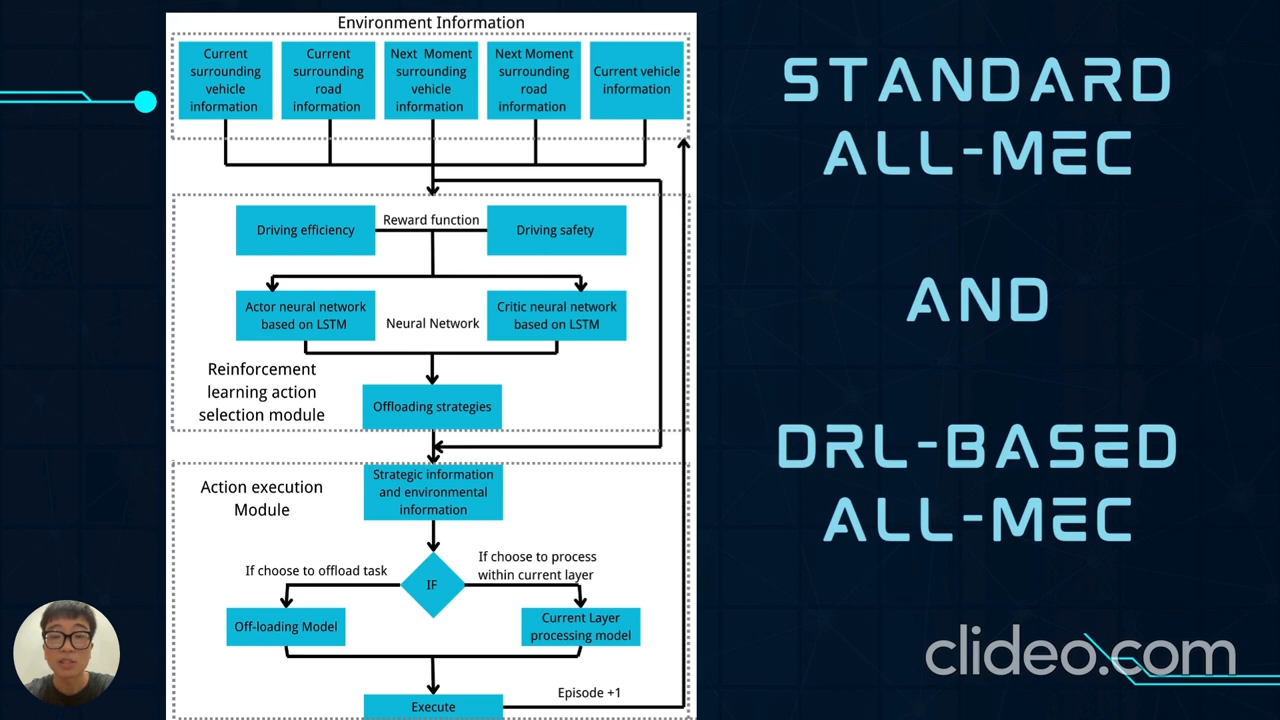 Environment Information
Current
surrounding
vehicle
information
Current
surrounding
road
information
Next Moment
surrounding
vehicle
information
Next Moment
surrounding
road
information
Current vehicle
information
Driving efficiency
Reward function
Driving safety
Actor neural network
based on LSTM
Neural Network
Critic neural network
based on LSTM
Reinforcement
learning action
selection module
Offloading strategies
Action execution
Module
Strategic information
and environmental
information
If choose to offload task
IF
If choose to process
within current layer
Off-loading Model
Current Layer
processing model
Execute
Episode +1
STANDARD
ALL-MEC
AND
DRL-BASED
ALL-MEC
clideo.com